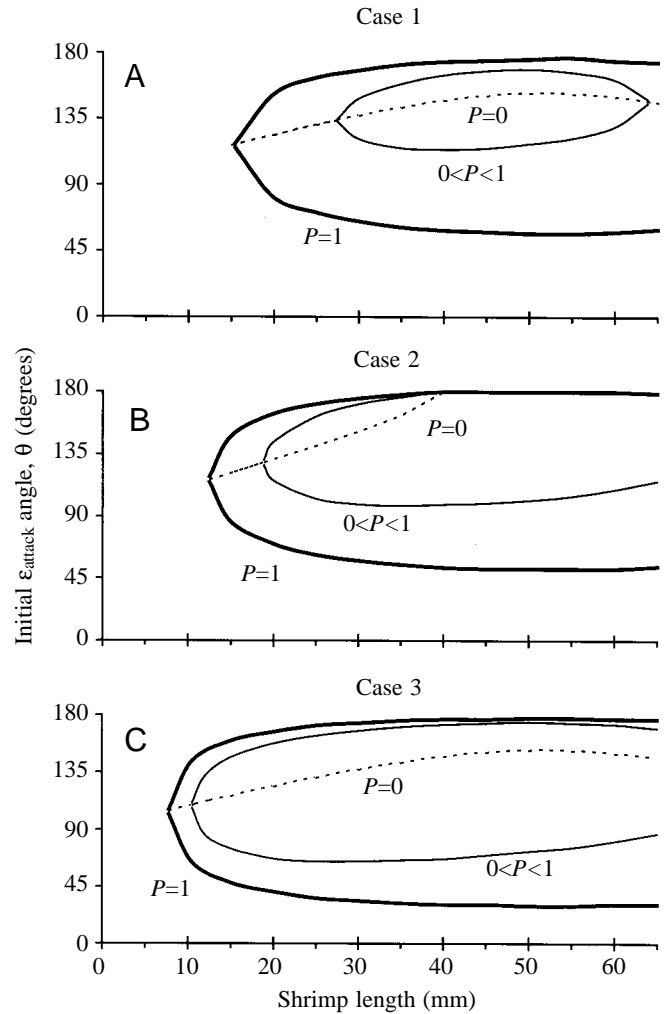 Case 1
180
A
135
P=0
90
0<P<1
P=1
45
0
Case 2
180
B
P=0
135
90
0<P<1
P=1
45
0
Case 3
180
C
135
P=0
90
0<P<1
P=1
45
0
0 10 20 30 40 50 60
Shrimp length (mm)
Initial εattack angle, θ (degrees)